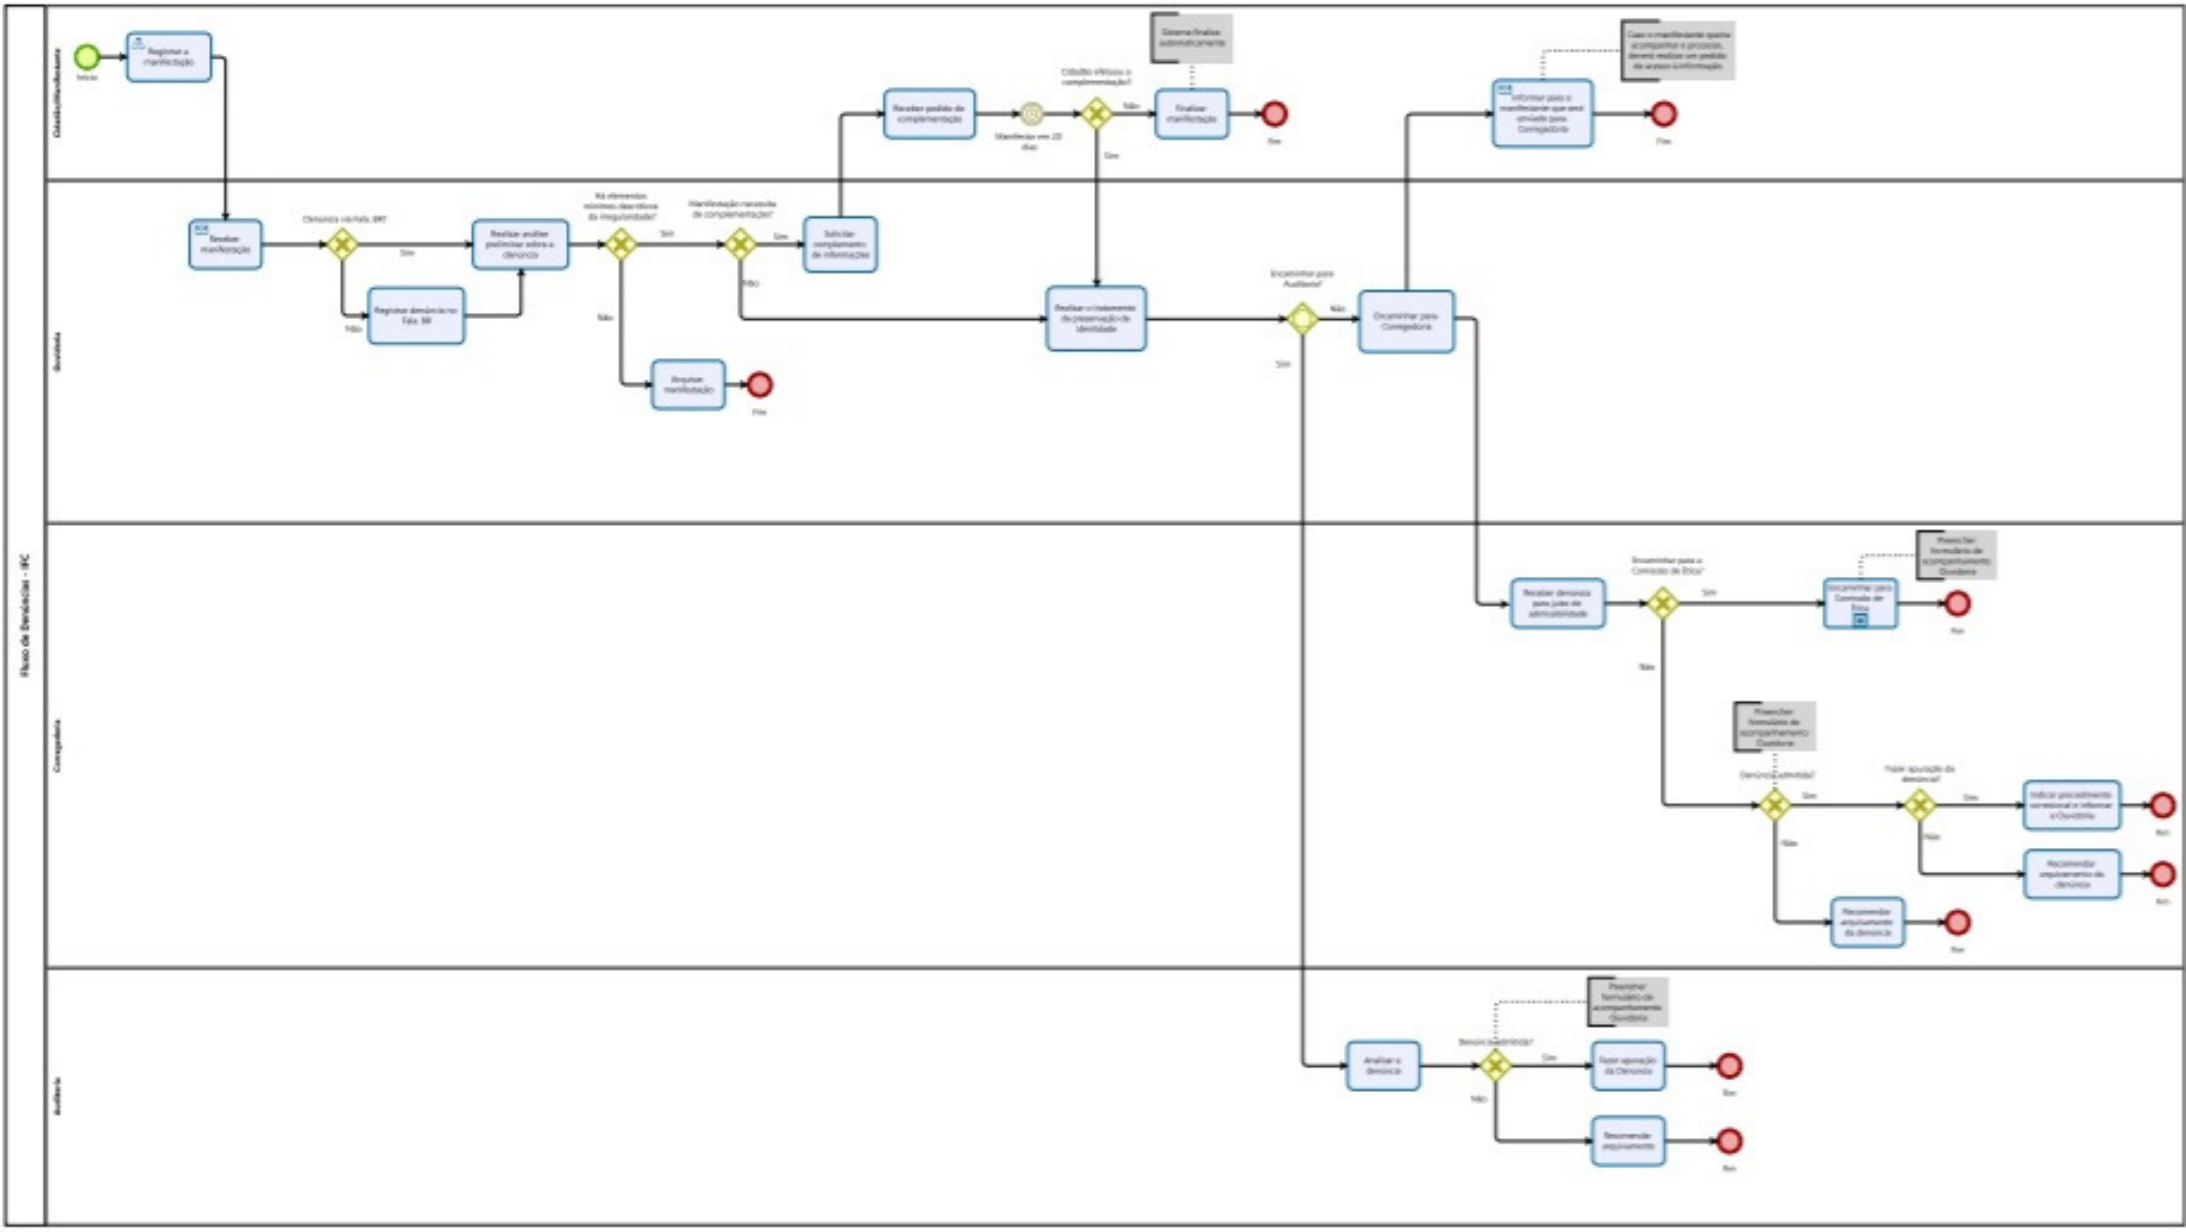 Fluxo de Denúncias - IFC
Cidadão/Manifestante
Início
Registrar a
manifestação
Receber pedido de
complementação
Manifestar em 20
dias
Cidadão efetuou a
complementação?
Não
Sim
Sistema finaliza
automaticamente
Finalizar
manifestação
Fim
Informar para o
manifestante que será
enviado para
Corregedoria
Caso o manifestante queira
acompanhar o processo,
deverá realizar um pedido
de acesso à informação.
Fim
Ouvidoria
Receber
manifestação
Denúncia via Fala. BR?
Sim
Não
Registrar denúncia no
Fala. BR
Realizar análise
preliminar sobre a
denúncia
Há elementos
mínimos descritivos
da irregularidade?
Sim
Não
Arquivar
manifestação
Fim
Manifestação necessita
de complementação?
Sim
Não
Solicitar
complemento
de informações
Realizar o tratamento
da preservação da
identidade
Encaminhar para
Auditoria?
Não
Sim
Encaminhar para
Corregedoria
Corregedoria
Receber denúncia
para juízo de
admissibilidade
Encaminhar para a
Comissão de Ética?
Sim
Não
Encaminhar para
Comissão de
Ética
Preencher
formulário de
acompanhamento
Ouvidoria
Fim
Preencher
formulário de
acompanhamento
Ouvidoria
Denúncia admitida?
Sim
Não
Fazer apuração da
denúncia?
Sim
Não
Indicar procedimento
correcional e informar
a Ouvidoria
Fim
Recomendar
arquivamento da
denúncia
Fim
Recomendar
arquivamento
da denúncia
Fim
Auditoria
Analisar a
denúncia
Denúncia admitida?
Sim
Não
Preencher
formulário de
acompanhamento
Ouvidoria
Fazer apuração
da Denúncia
Fim
Recomendar
arquivamento
Fim